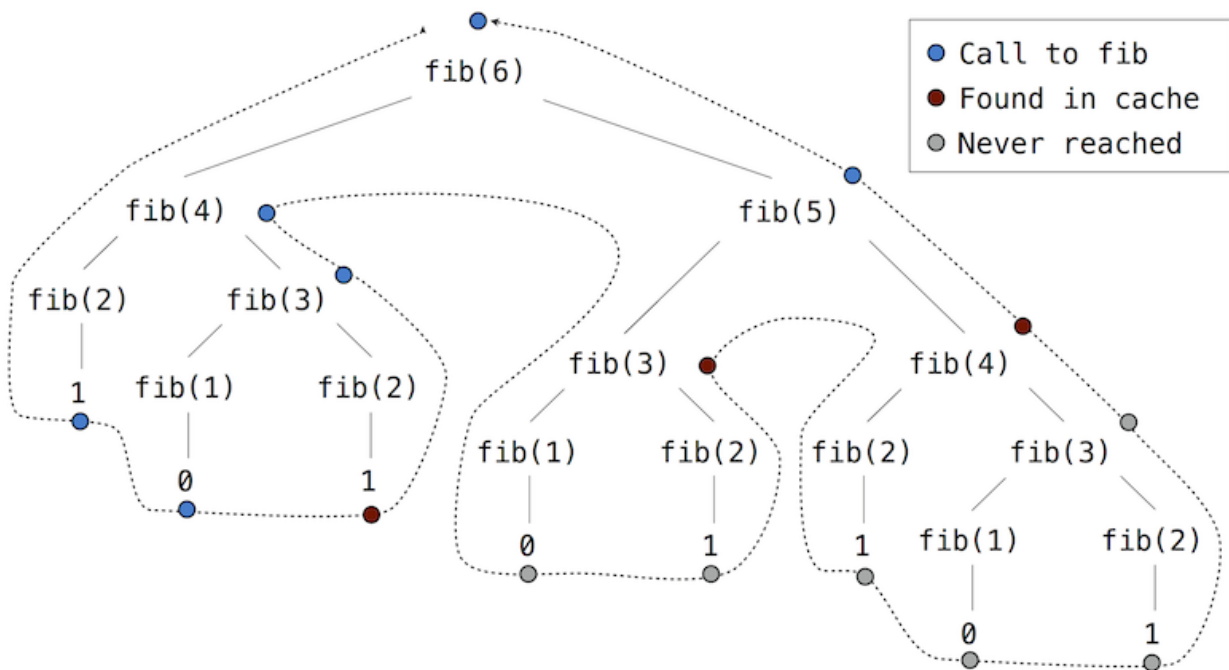 Call to fib
Found in cache
Never reached
fib(6)
fib(4)
fib(5)
fib(2)
fib(3)
1
fib(1)
fib(2)
0
1
fib(3)
fib(4)
fib(1)
fib(2)
0
1
fib(2)
fib(3)
1
fib(1)
fib(2)
0
1